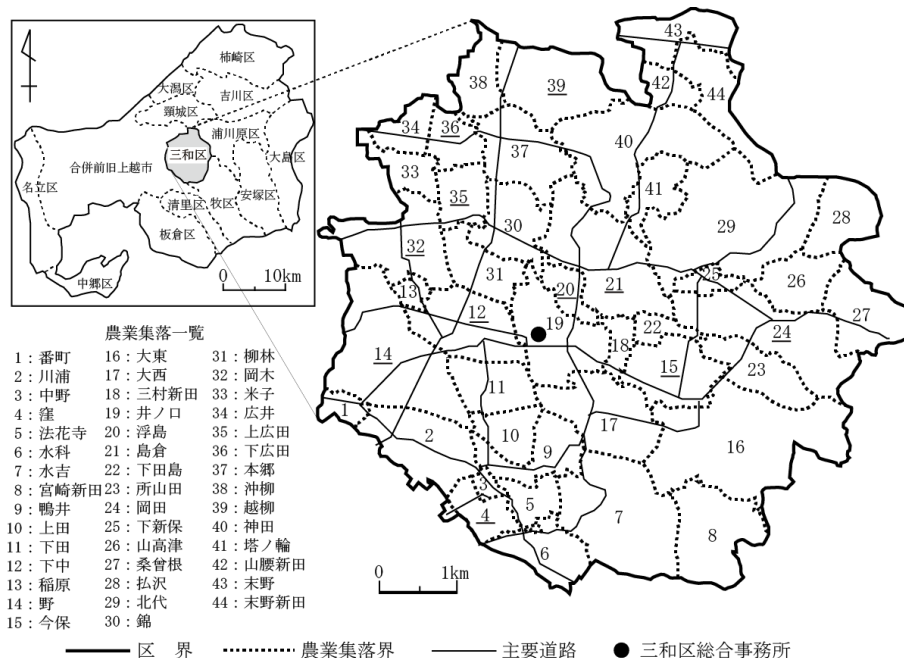 柿崎区
大潟区
吉川区
頸城区
浦川原区
三和区
大島区
合併前旧上越市
名立区
安塚区
清里区
牧区
板倉区
中郷区
0 10km
農業集落一覧
1：番町
2：川浦
3：中野
4：窪
5：法花寺
6：水科
7：水吉
8：宮崎新田
9：鴨井
10：上田
11：下田
12：下中
13：稲原
14：野
15：今保
16：大東
17：大西
18：三村新田
19：井ノ口
20：浮島
21：島倉
22：下田島
23：所山田
24：岡田
25：下新保
26：山高津
27：桑曽根
28：払沢
29：北代
30：錦
31：柳林
32：岡木
33：米子
34：広井
35：上広田
36：下広田
37：本郷
38：沖柳
39：越柳
40：神田
41：塔ノ輪
42：山腰新田
43：末野
44：末野新田
43
38
39
42
44
34
36
40
37
33
41
35
29
28
30
32
31
25
26
13
20
21
27
12
19
22
24
14
18
15
23
11
1
2
17
10
9
16
3
5
4
7
8
6
0 1km
区 界
農業集落界
主要道路
三和区総合事務所